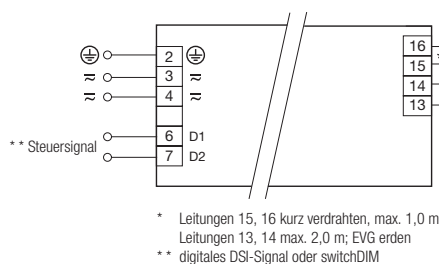 2
3
4
6 D1
7 D2
* * Steuersignal
16
15 *
14
13
* Leitungen 15, 16 kurz verdrahten, max. 1,0 m
Leitungen 13, 14 max. 2,0 m; EVG erden
* * digitales DSI-Signal oder switchDIM